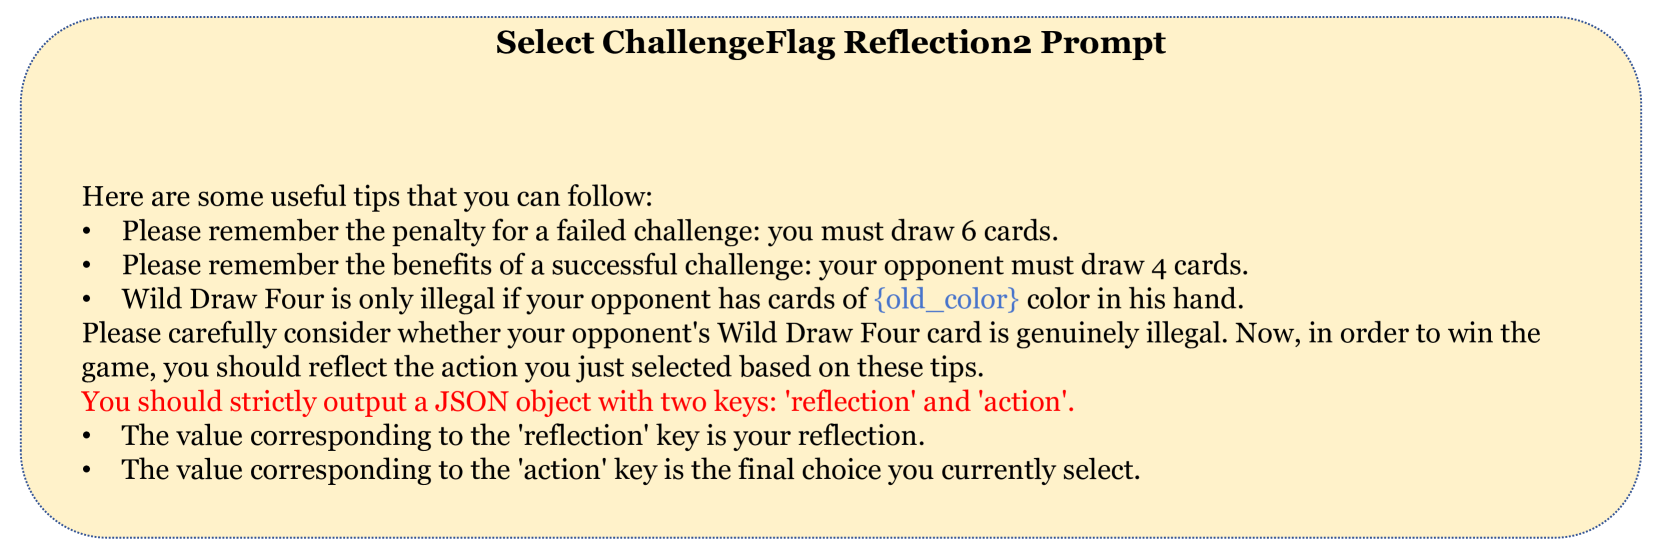 Select ChallengeFlag Reflection2 Prompt
Here are some useful tips that you can follow:
• Please remember the penalty for a failed challenge: you must draw 6 cards.
• Please remember the benefits of a successful challenge: your opponent must draw 4 cards.
• Wild Draw Four is only illegal if your opponent has cards of {old_color} color in his hand.
Please carefully consider whether your opponent's Wild Draw Four card is genuinely illegal. Now, in order to win the
game, you should reflect the action you just selected based on these tips.
You should strictly output a JSON object with two keys: 'reflection' and 'action'.
• The value corresponding to the 'reflection' key is your reflection.
• The value corresponding to the 'action' key is the final choice you currently select.